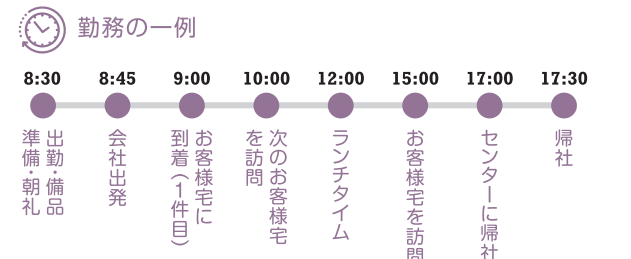 勤務の一例
8:30
出勤・備品
準備・朝礼
8:45
会社出発
9:00
お客様宅に
到着（1件目）
10:00
次のお客様宅
を訪問
12:00
ランチタイム
15:00
お客様宅を訪問
17:00
センターに帰社
17:30
帰社